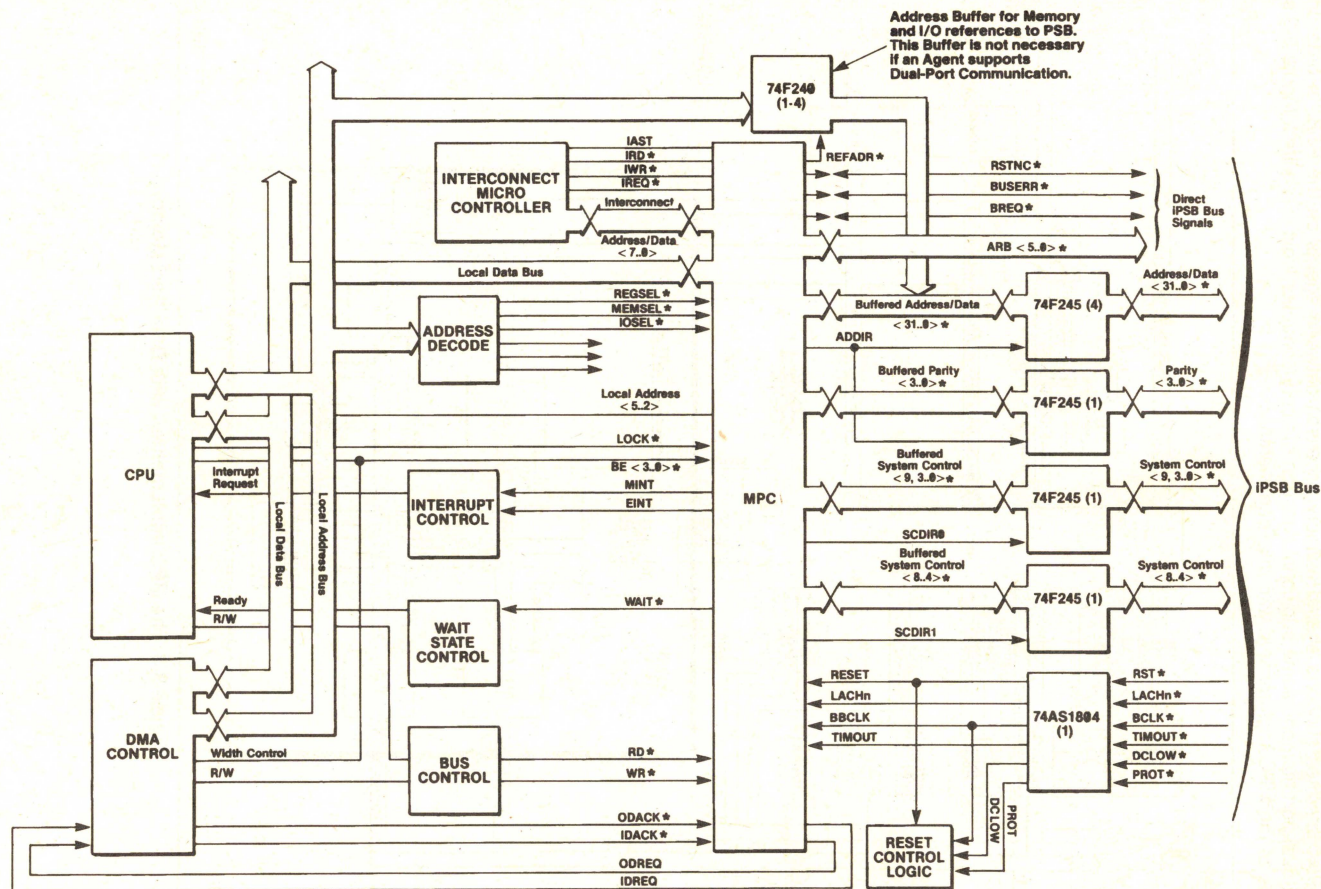 Address Buffer for Memory
and I/O references to PSB.
This Buffer is not necessary
if an Agent supports
Dual-Port Communication.
74F240
(1-4)
INTERCONNECT
MICRO
CONTROLLER
IAST
IRD*
IWR*
IREQ*
Interconnect
Address/Data
<7..0>
REFADR*
RSTNC*
BUSERR*
BREQ*
ARB <5..0>*
Direct
iPSB Bus
Signals
Local Data Bus
ADDRESS
DECODE
REGSEL*
MEMSEL*
IOSEL*
Buffered Address/Data
<31..0>*
74F245 (4)
Address/Data
<31..0>*
ADDIR
Buffered Parity
<3..0>*
74F245 (1)
Parity
<3..0>*
Local Address
<5..2>
CPU
LOCK*
BE <3..0>*
Interrupt
Request
INTERRUPT
CONTROL
MINT
EINT
MPC
Buffered
System Control
<9, 3..0>*
74F245 (1)
System Control
<9, 3..0>*
iPSB Bus
SCDIR0
Local Data Bus
Local Address Bus
Buffered
System Control
<8..4>*
74F245 (1)
System Control
<8..4>*
Ready
R/W
WAIT
STATE
CONTROL
WAIT*
SCDIR1
DMA
CONTROL
Width Control
R/W
BUS
CONTROL
RD*
WR*
RESET
LACHn
BBCLK
TIMOUT
74AS1804
(1)
RST*
LACHn*
BCLK*
TIMOUT*
DCLOW*
PROT*
PROT
DCLOW
ODACK*
IDACK*
ODREQ
IDREQ
RESET
CONTROL
LOGIC